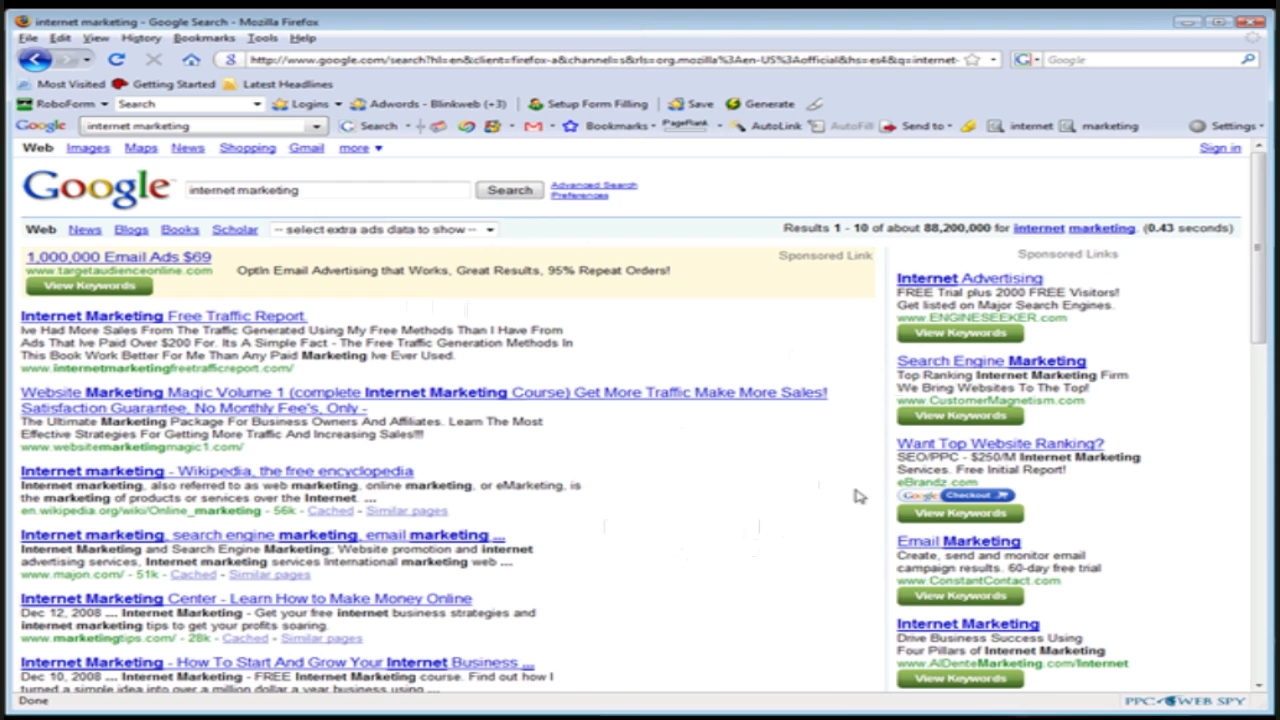 internet marketing - Google Search - Mozilla Firefox
File Edit View History Bookmarks Tools Help
http://www.google.com/search?hl=en&client=firefox-a&channel=s&rls=org.mozilla%3Aen-US%3Aofficial&hs=es4&q=internet- Google
Most Visited Getting Started Latest Headlines
RoboForm Search Logins Adwords - Blinkweb (+3) Setup Form Filling Save Generate
Google internet marketing Search Bookmarks PageRank AutoLink AutoFill Send to internet marketing Settings
Web Images Maps News Shopping Gmail more Sign in
Google internet marketing Search Advanced Search
Preferences
Web News Blogs Books Scholar -- select extra ads data to show -- Results 1 - 10 of about 88,200,000 for internet marketing. (0.43 seconds)
1,000,000 Email Ads $69 Sponsored Link
www.targetaudienceonline.com OptIn Email Advertising that Works, Great Results, 95% Repeat Orders!
View Keywords
Internet Marketing Free Traffic Report.
Ive Had More Sales From The Traffic Generated Using My Free Methods Than I Have From
Ads That Ive Paid Over $200 For. Its A Simple Fact - The Free Traffic Generation Methods In
This Book Work Better For Me Than Any Paid Marketing Ive Ever Used.
www.internetmarketingfreetrafficreport.com/
Website Marketing Magic Volume 1 (complete Internet Marketing Course) Get More Traffic Make More Sales!
Satisfaction Guarantee, No Monthly Fee's, Only -
The Ultimate Marketing Package For Business Owners And Affiliates. Learn The Most
Effective Strategies For Getting More Traffic And Increasing Sales!!!
www.websitemarketingmagic1.com/
Internet marketing - Wikipedia, the free encyclopedia
Internet marketing, also referred to as web marketing, online marketing, or eMarketing, is
the marketing of products or services over the Internet. ...
en.wikipedia.org/wiki/Online_marketing - 56k - Cached - Similar pages
Internet marketing, search engine marketing, email marketing ...
Internet Marketing and Search Engine Marketing; Website promotion and internet
advertising services, Internet marketing services International marketing web ...
www.majon.com/ - 51k - Cached - Similar pages
Internet Marketing Center - Learn How to Make Money Online
Dec 12, 2008 ... Internet Marketing - Get your free internet business strategies and
internet marketing tips to get your profits soaring.
www.marketingtips.com/ - 28k - Cached - Similar pages
Internet Marketing - How To Start And Grow Your Internet Business ...
Dec 10, 2008 ... Internet Marketing - FREE Internet Marketing course. Find out how I
turned a simple idea into over a million dollar a year business using ...
Sponsored Links
Internet Advertising
FREE Trial plus 2000 FREE Visitors!
Get listed on Major Search Engines.
www.ENGINESEEKER.com
View Keywords
Search Engine Marketing
Top Ranking Internet Marketing Firm
We Bring Websites To The Top!
www.CustomerMagnetism.com
View Keywords
Want Top Website Ranking?
SEO/PPC - $250/M Internet Marketing
Services. Free Initial Report!
eBrandz.com
Google Checkout
View Keywords
Email Marketing
Create, send and monitor email
campaign results. 60-day free trial
www.ConstantContact.com
View Keywords
Internet Marketing
Drive Business Success Using
Four Pillars of Internet Marketing
www.AlDenteMarketing.com/Internet
View Keywords
Done PPC WEB SPY